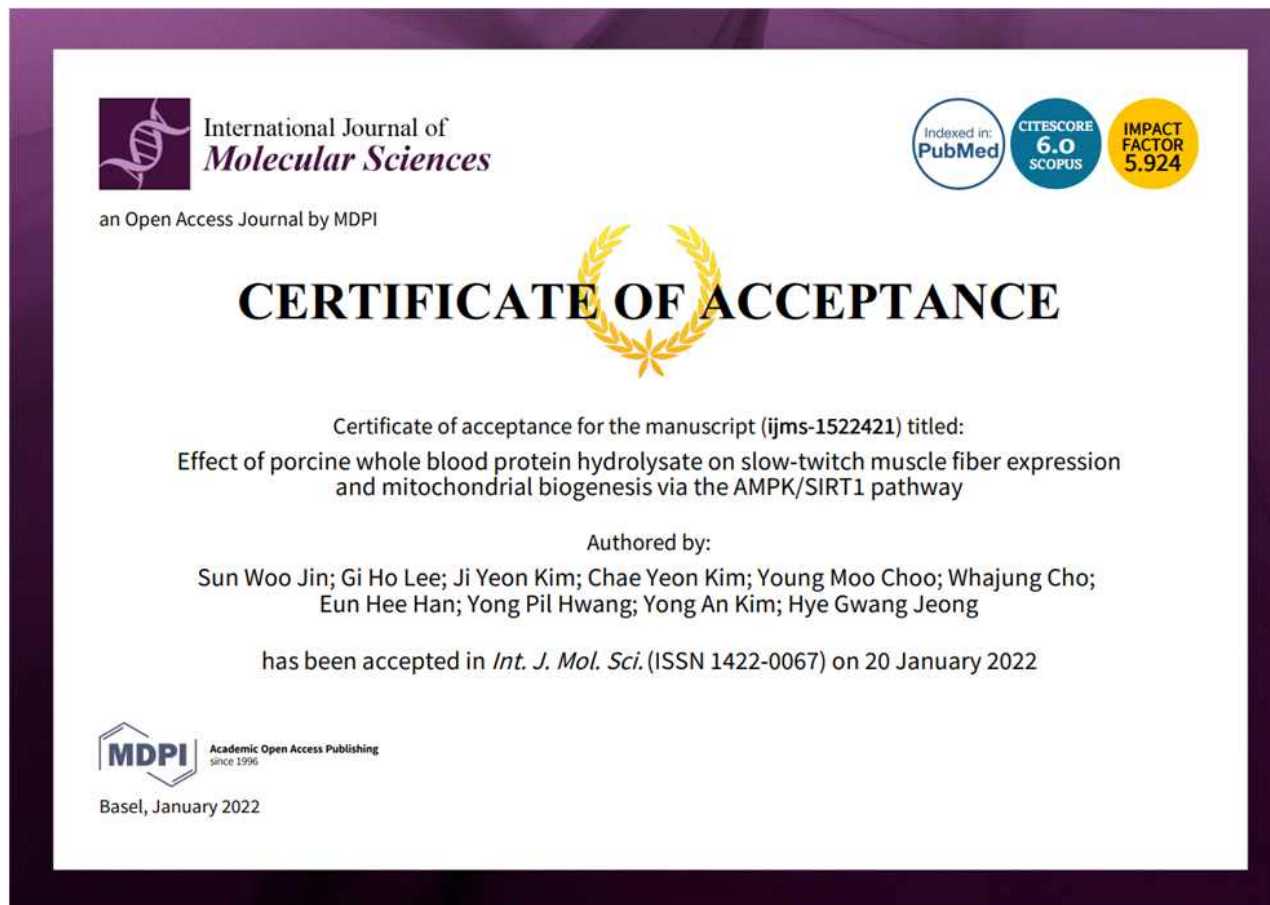 International Journal of
Molecular Sciences
Indexed in:
PubMed
CITESCORE
6.0
SCOPUS
IMPACT
FACTOR
5.924
an Open Access Journal by MDPI
CERTIFICATE OF ACCEPTANCE
Certificate of acceptance for the manuscript (ijms-1522421) titled:
Effect of porcine whole blood protein hydrolysate on slow-twitch muscle fiber expression
and mitochondrial biogenesis via the AMPK/SIRT1 pathway
Authored by:
Sun Woo Jin; Gi Ho Lee; Ji Yeon Kim; Chae Yeon Kim; Young Moo Choo; Whajung Cho;
Eun Hee Han; Yong Pil Hwang; Yong An Kim; Hye Gwang Jeong
has been accepted in Int. J. Mol. Sci. (ISSN 1422-0067) on 20 January 2022
MDPI
Academic Open Access Publishing
since 1996
Basel, January 2022